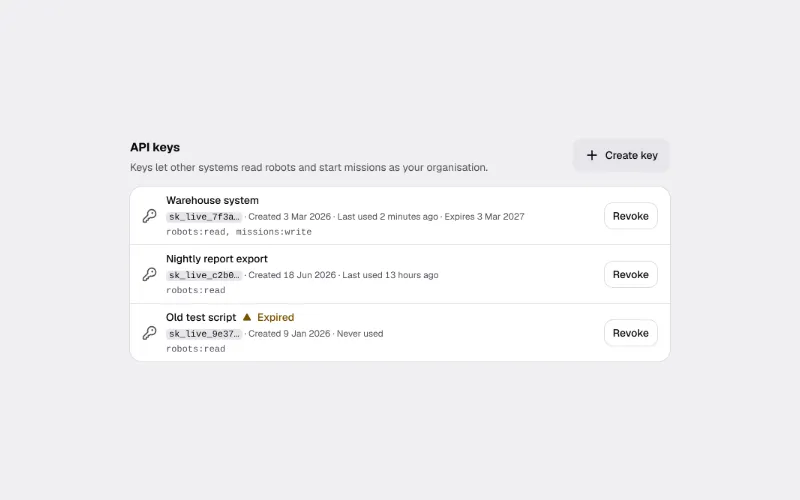 API keys
Keys let other systems read robots and start missions as your organisation.
Create key
Warehouse system
sk_live_7f3a… · Created 3 Mar 2026 · Last used 2 minutes ago · Expires 3 Mar 2027
robots:read, missions:write
Revoke
Nightly report export
sk_live_c2b0… · Created 18 Jun 2026 · Last used 13 hours ago
robots:read
Revoke
Old test script Expired
sk_live_9e37… · Created 9 Jan 2026 · Never used
robots:read
Revoke